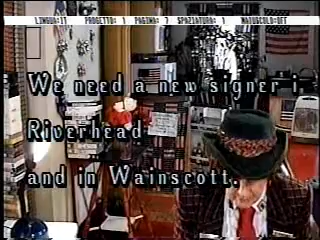 LINGUA:IT PROGETTO: 1 PAGINA: 7 SPAZIATURA: 1 MAIUSCOLO:OFF
We need a new signer i
Riverhead
and in Wainscott.